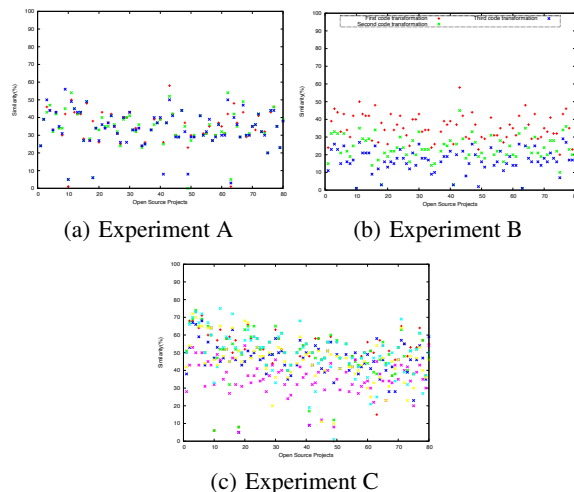 100
90
80
70
60
50
40
30
20
10
0
Similarity(%)
0 10 20 30 40 50 60 70 80
Open Source Projects
(a) Experiment A
First code transformation
Second code transformation
Third code transformation
100
90
80
70
60
50
40
30
20
10
0
Similarity(%)
0 10 20 30 40 50 60 70 80
Open Source Projects
(b) Experiment B
100
90
80
70
60
50
40
30
20
10
0
Similarity(%)
0 10 20 30 40 50 60 70 80
Open Source Projects
(c) Experiment C